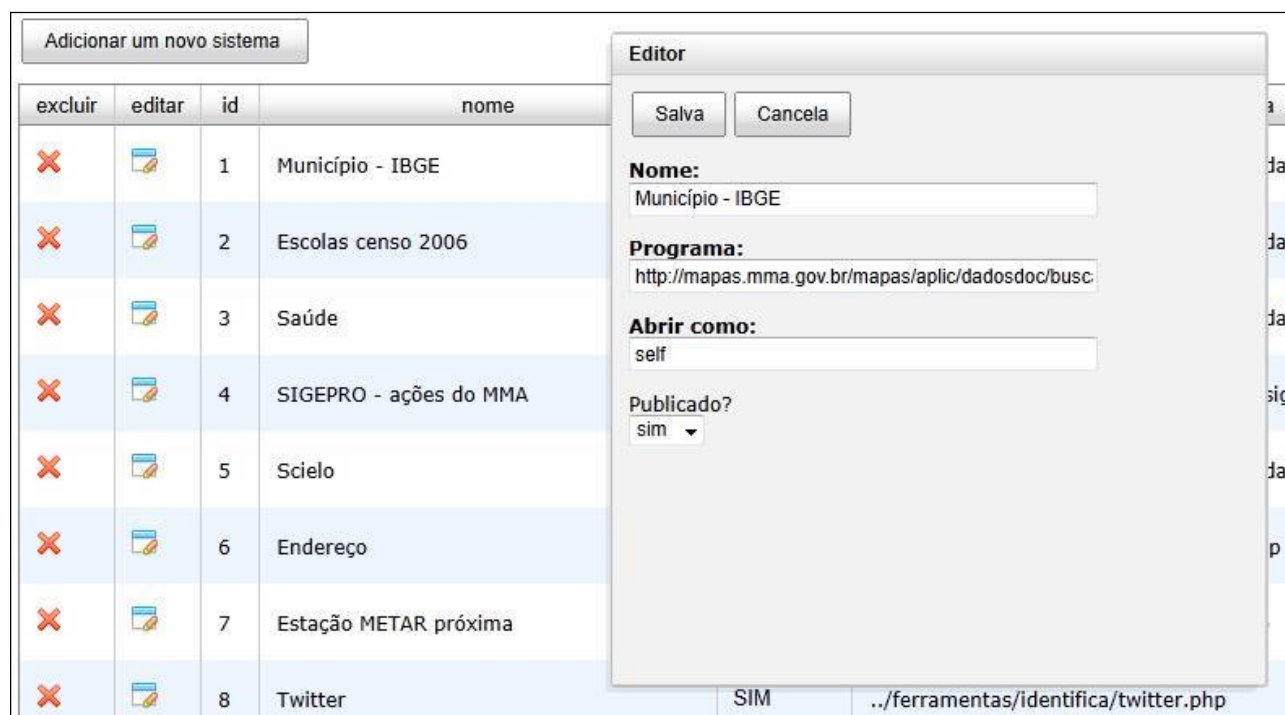 Adicionar um novo sistema
Editor
excluir editar id nome
Salva Cancela
1 Município - IBGE
Nome:
Município - IBGE
2 Escolas censo 2006
Programa:
http://mapas.mma.gov.br/mapas/aplic/dadosdoc/busc
3 Saúde
Abrir como:
self
4 SIGEPRO - ações do MMA
Publicado?
sim
5 Scielo
6 Endereço
7 Estação METAR próxima
8 Twitter SIM ../ferramentas/identifica/twitter.php